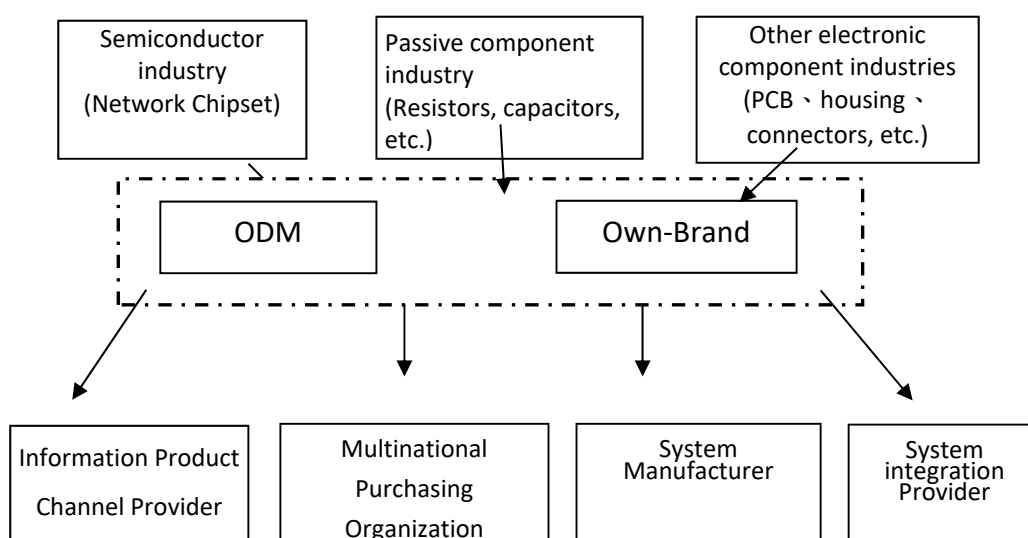 Semiconductor
industry
(Network Chipset)
Passive component
industry
(Resistors, capacitors,
etc.)
Other electronic
component industries
(PCB、housing、
connectors, etc.)
ODM
Own-Brand
Information Product
Channel Provider
Multinational
Purchasing
Organization
System
Manufacturer
System
integration
Provider